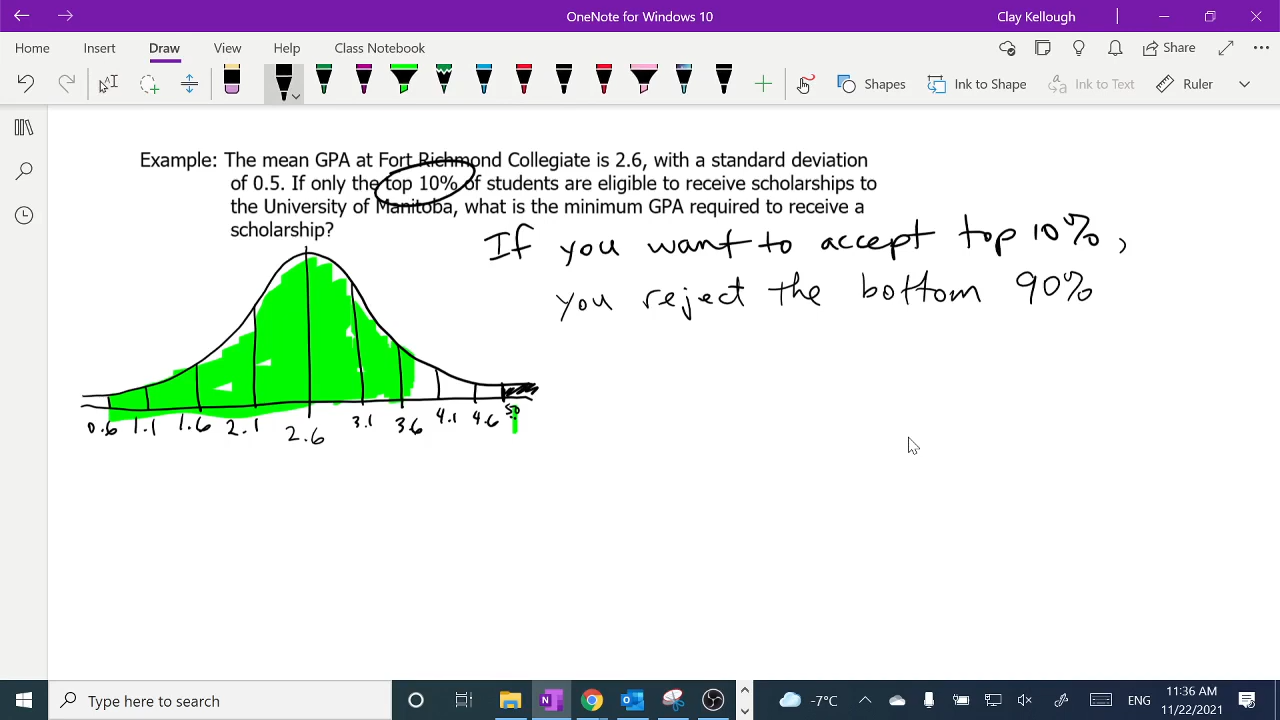 OneNote for Windows 10
Clay Kellough
Home Insert Draw View Help Class Notebook
Share
Shapes Ink to Shape Ink to Text Ruler
Example: The mean GPA at Fort Richmond Collegiate is 2.6, with a standard deviation
of 0.5. If only the top 10% of students are eligible to receive scholarships to
the University of Manitoba, what is the minimum GPA required to receive a
scholarship?
If you want to accept top 10%,
you reject the bottom 90%
0.6 1.1 1.6 2.1 2.6 3.1 3.6 4.1 4.6 5.0
Type here to search
-7°C
ENG
11:36 AM
11/22/2021